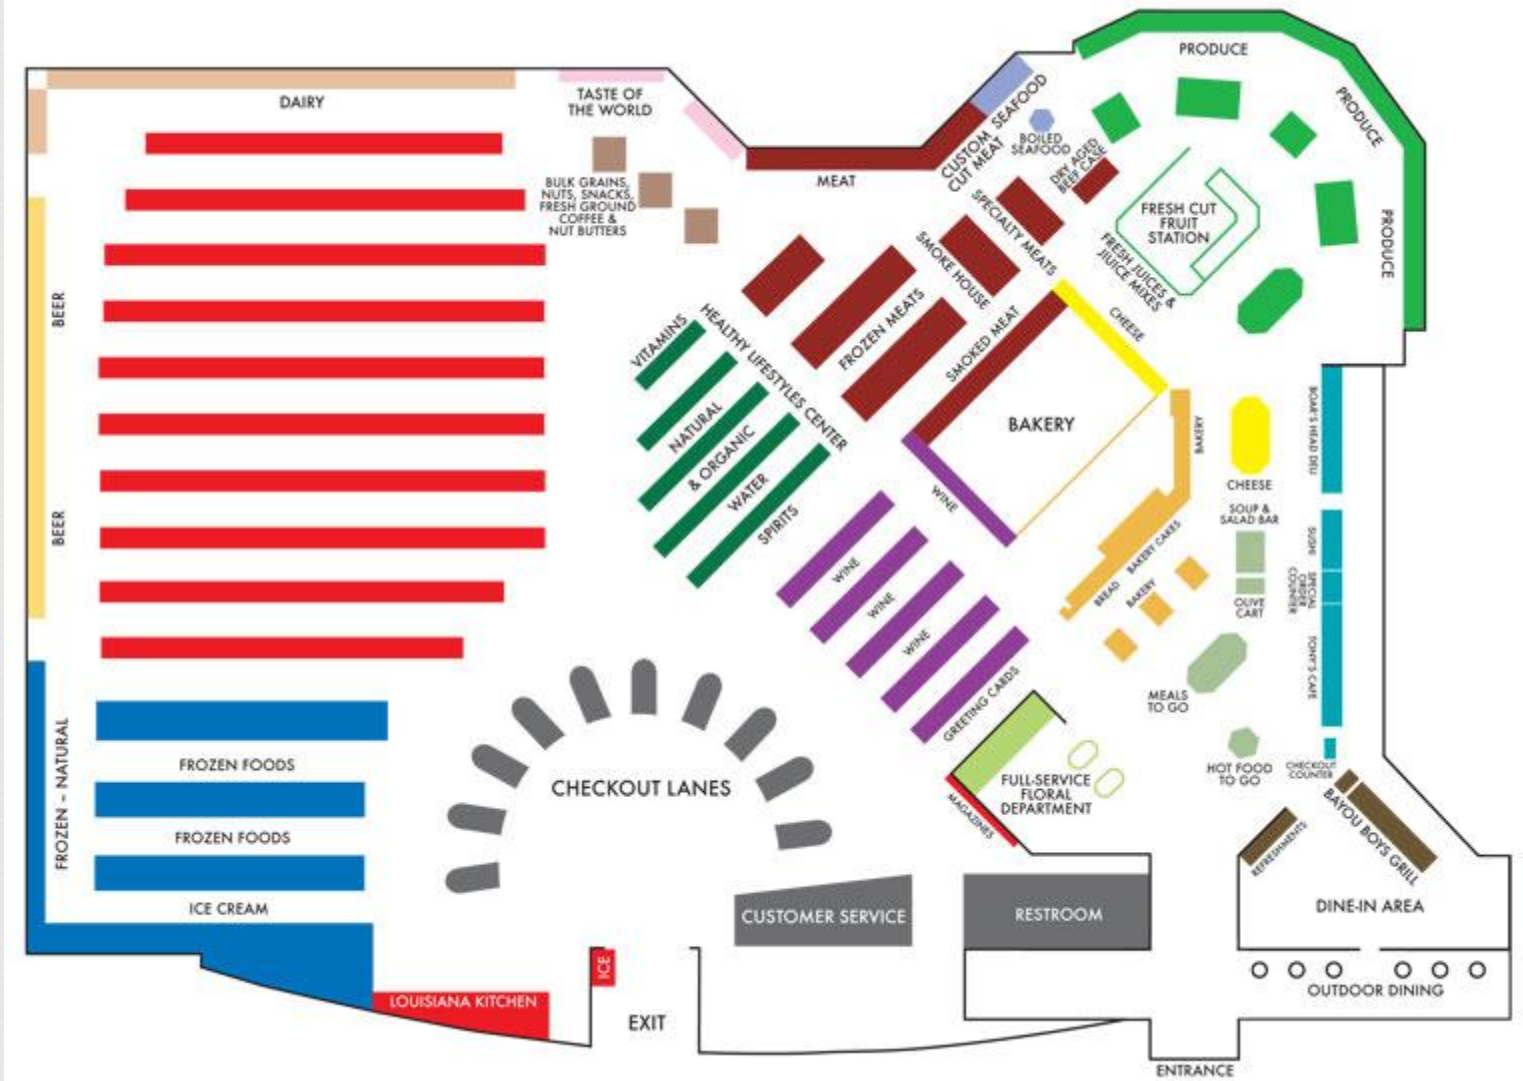 PRODUCE
DAIRY
TASTE OF
THE WORLD
BULK GRAINS,
NUTS, SNACKS,
FRESH GROUND
COFFEE &
NUT BUTTERS
MEAT
CUSTOM
CUT MEAT
SEAFOOD
BOILED
SEAFOOD
DRY AGED
BEEF CASE
PRODUCE
PRODUCE
FRESH CUT
FRUIT
STATION
FRESH JUICES &
JIUICE MIXES
SPECIALTY MEATS
SMOKE HOUSE
FROZEN MEATS
SMOKED MEAT
CHEESE
BEER
BEER
VITAMINS
HEALTHY LIFESTYLES CENTER
NATURAL
& ORGANIC
WATER
SPIRITS
BAKERY
BAKERY
WINE
WINE
WINE
WINE
GREETING CARDS
BREAD
BAKERY CAKES
BAKERY
CHEESE
SOUP &
SALAD BAR
OLIVE
CART
MEALS
TO GO
HOT FOOD
TO GO
BOAR'S HEAD DELI
SUSHI
SPECIAL
ORDER
COUNTER
TONY'S CAFE
CHECKOUT
COUNTER
BAYOU BOYS GRILL
REFRESHMENTS
DINE-IN AREA
OUTDOOR DINING
ENTRANCE
FULL-SERVICE
FLORAL
DEPARTMENT
MAGAZINES
RESTROOM
CUSTOMER SERVICE
CHECKOUT LANES
FROZEN – NATURAL
FROZEN FOODS
FROZEN FOODS
ICE CREAM
LOUISIANA KITCHEN
ICE
EXIT